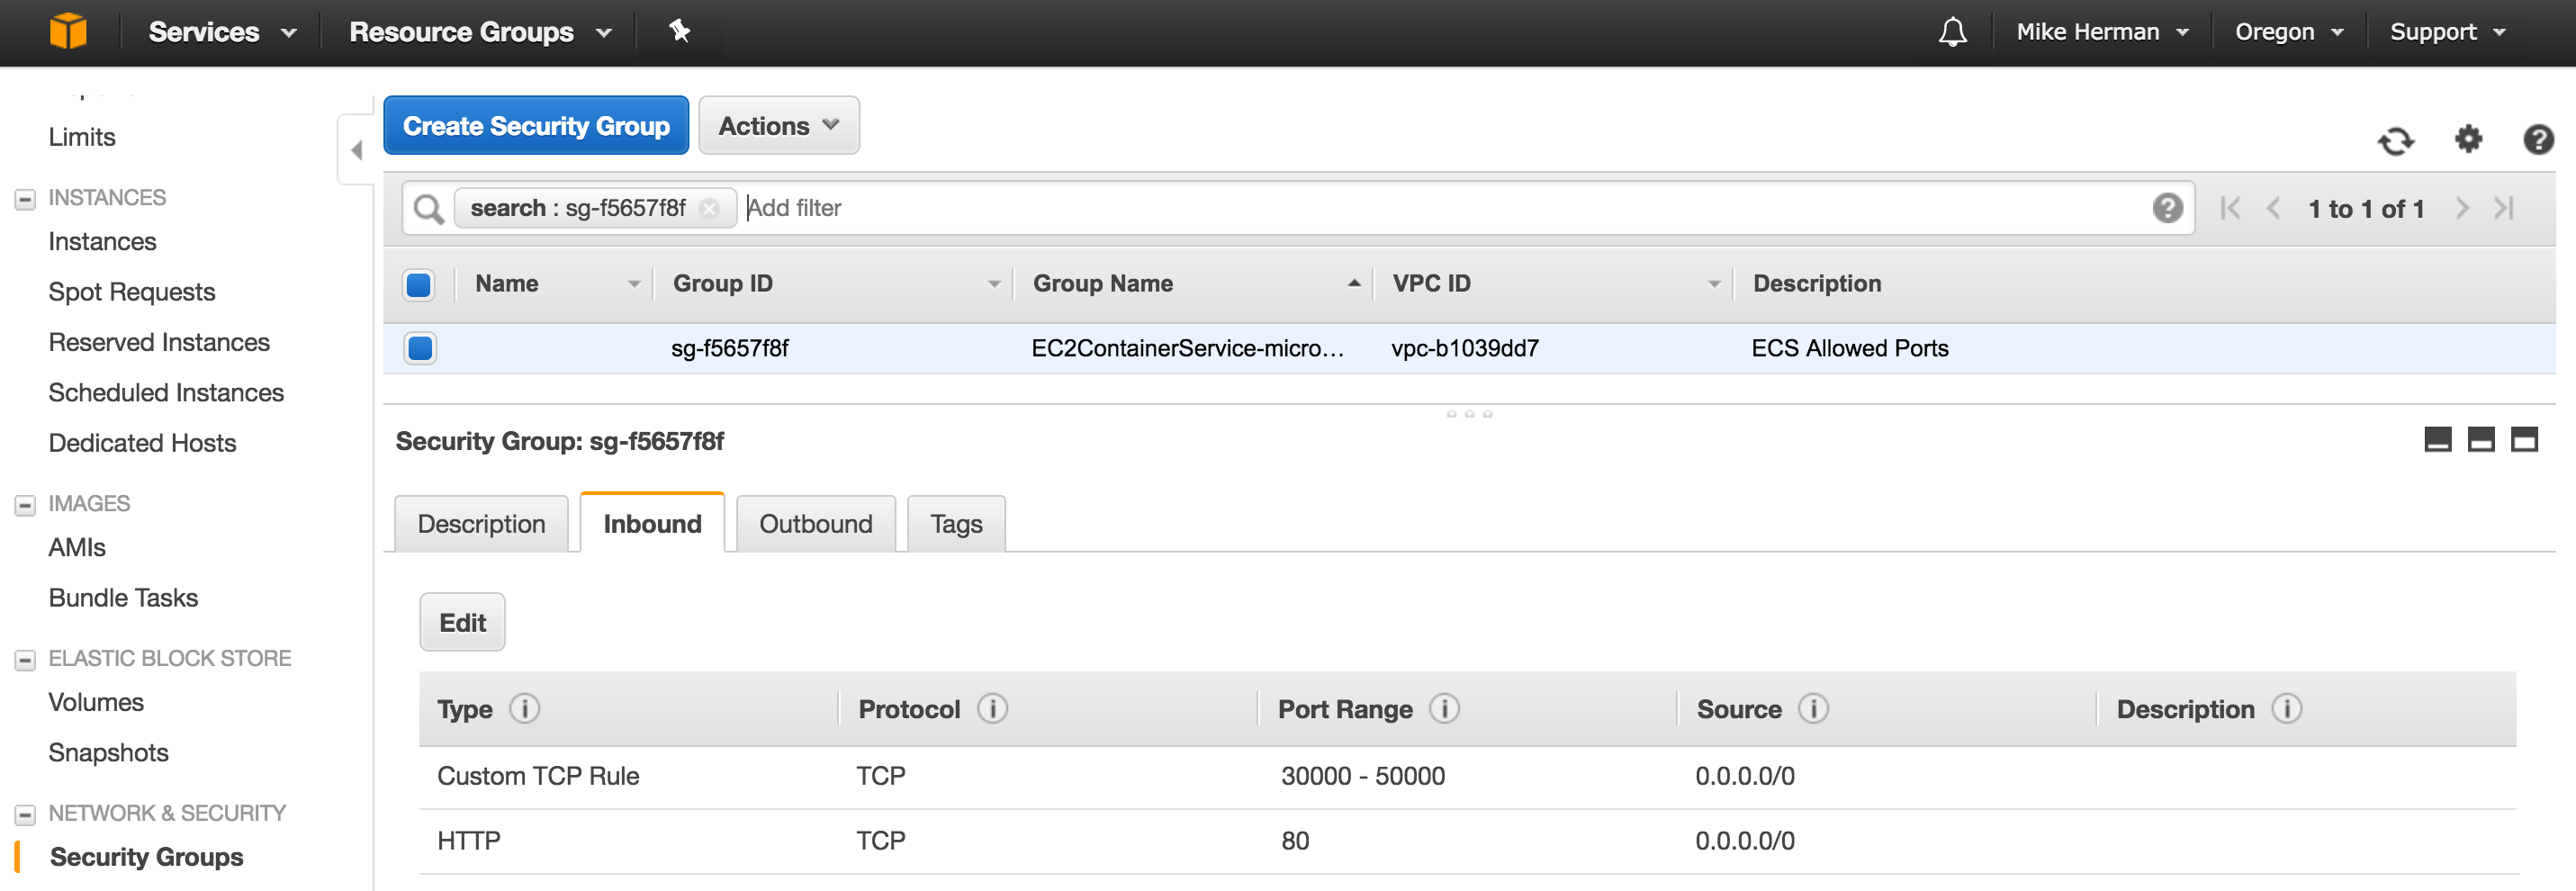 Services Resource Groups Mike Herman Oregon Support
Limits
INSTANCES
Instances
Spot Requests
Reserved Instances
Scheduled Instances
Dedicated Hosts
IMAGES
AMIs
Bundle Tasks
ELASTIC BLOCK STORE
Volumes
Snapshots
NETWORK & SECURITY
Security Groups
Create Security Group Actions
search : sg-f5657f8f Add filter 1 to 1 of 1
Name Group ID Group Name VPC ID Description
sg-f5657f8f EC2ContainerService-micro... vpc-b1039dd7 ECS Allowed Ports
Security Group: sg-f5657f8f
Description Inbound Outbound Tags
Edit
Type Protocol Port Range Source Description
Custom TCP Rule TCP 30000 - 50000 0.0.0.0/0
HTTP TCP 80 0.0.0.0/0